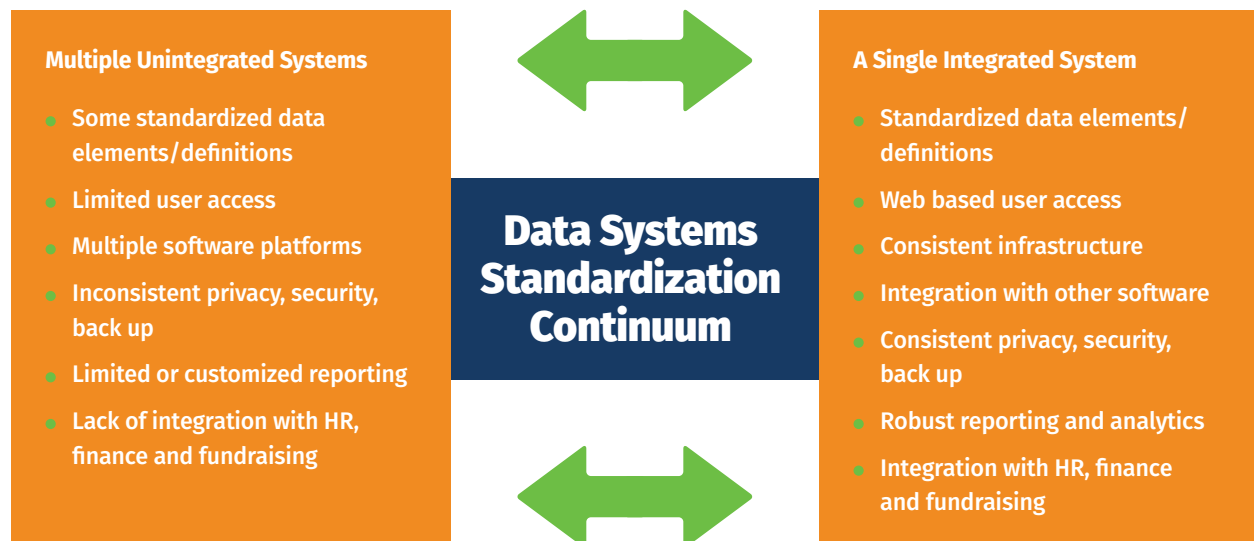 Multiple Unintegrated Systems
Some standardized data
elements/definitions
Limited user access
Multiple software platforms
Inconsistent privacy, security,
back up
Limited or customized reporting
Lack of integration with HR,
finance and fundraising
Data Systems
Standardization
Continuum
A Single Integrated System
Standardized data elements/
definitions
Web based user access
Consistent infrastructure
Integration with other software
Consistent privacy, security,
back up
Robust reporting and analytics
Integration with HR, finance
and fundraising